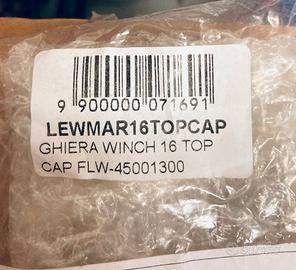 9 900000 071691
LEWMAR16TOPCAP
GHIERA WINCH 16 TOP
CAP FLW-45001300